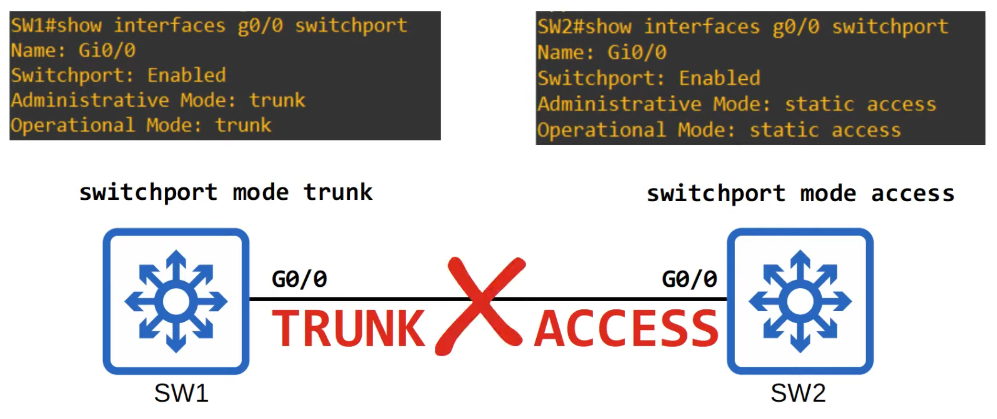 SW1#show interfaces g0/0 switchport
Name: Gi0/0
Switchport: Enabled
Administrative Mode: trunk
Operational Mode: trunk
SW2#show interfaces g0/0 switchport
Name: Gi0/0
Switchport: Enabled
Administrative Mode: static access
Operational Mode: static access
switchport mode trunk
switchport mode access
G0/0
G0/0
TRUNK
ACCESS
SW1
SW2